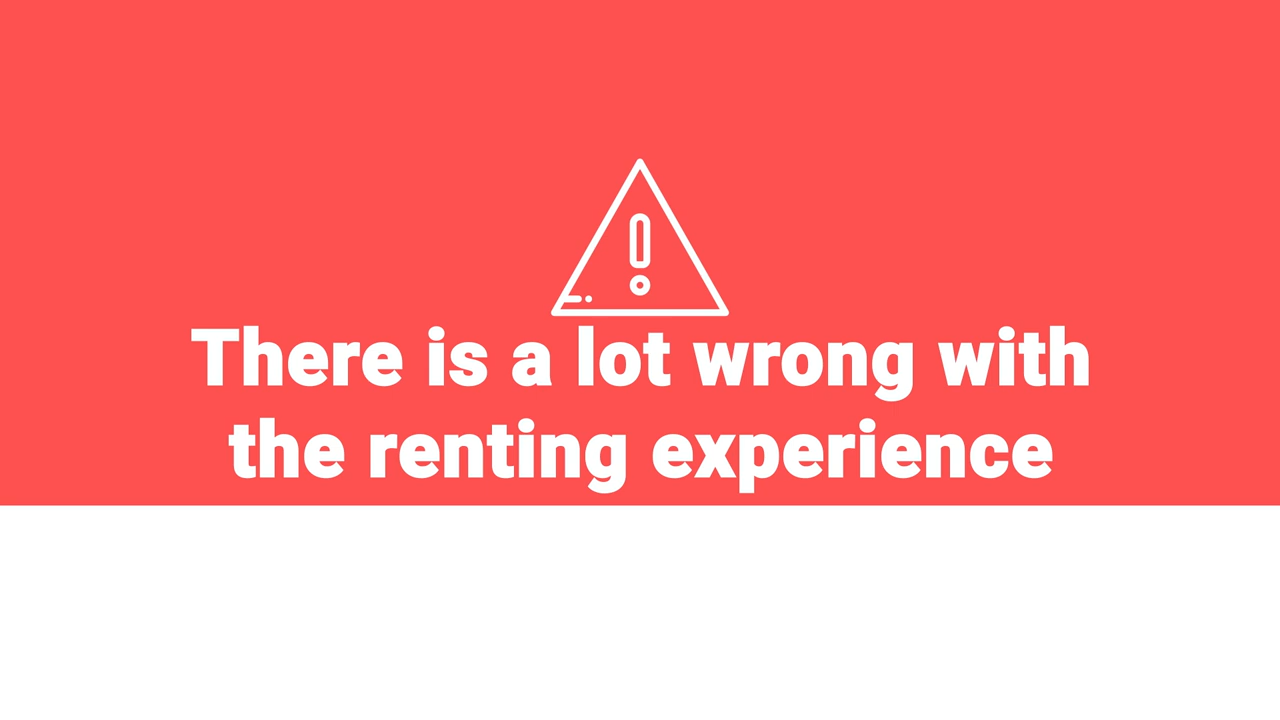 There is a lot wrong with
the renting experience